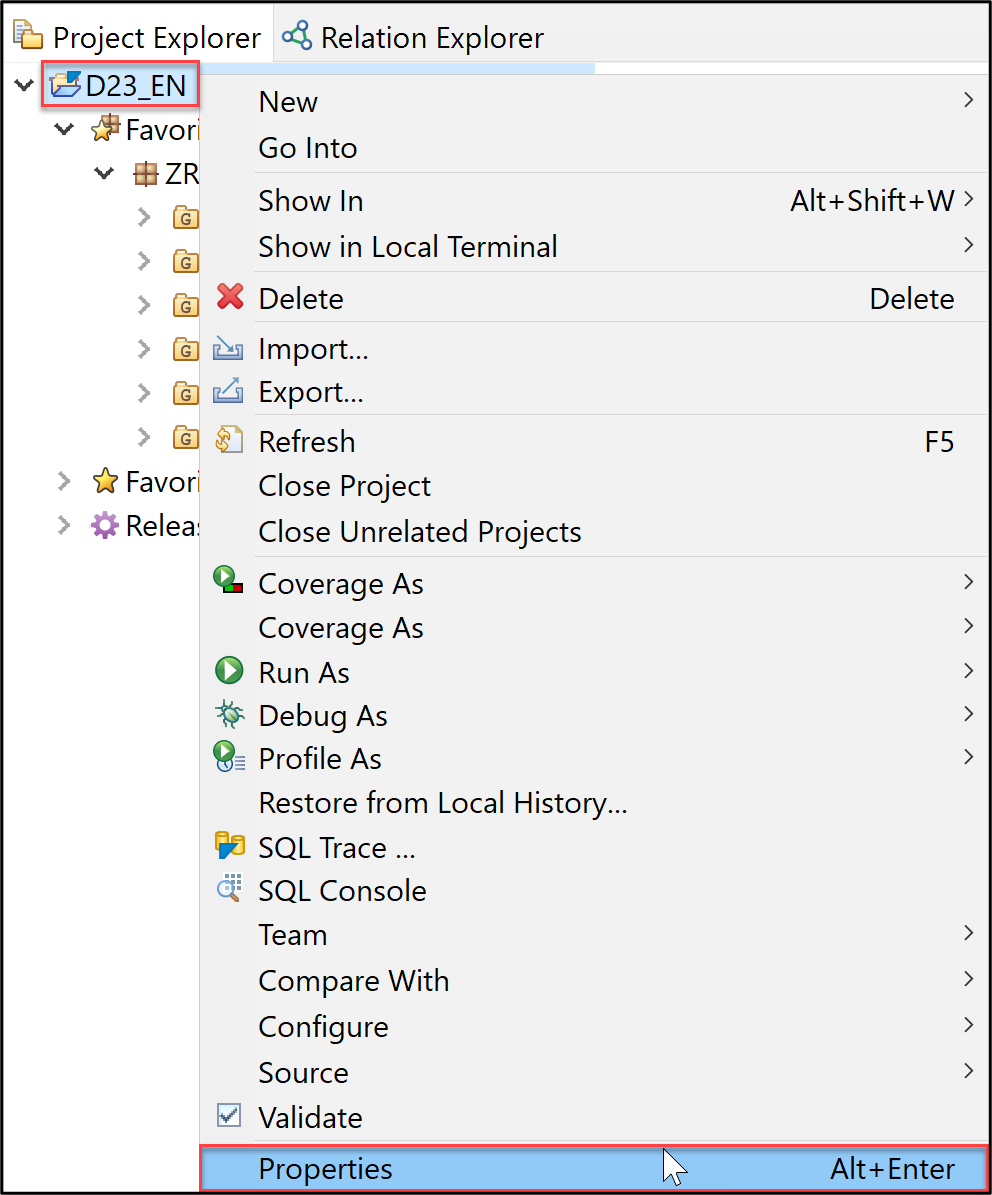 Project Explorer Relation Explorer
D23_EN
Favori
ZR
G
G
G
G
G
G
Favori
Releas
New
Go Into
Show In Alt+Shift+W
Show in Local Terminal
Delete Delete
Import...
Export...
Refresh F5
Close Project
Close Unrelated Projects
Coverage As
Coverage As
Run As
Debug As
Profile As
Restore from Local History...
SQL Trace ...
SQL Console
Team
Compare With
Configure
Source
Validate
Properties Alt+Enter